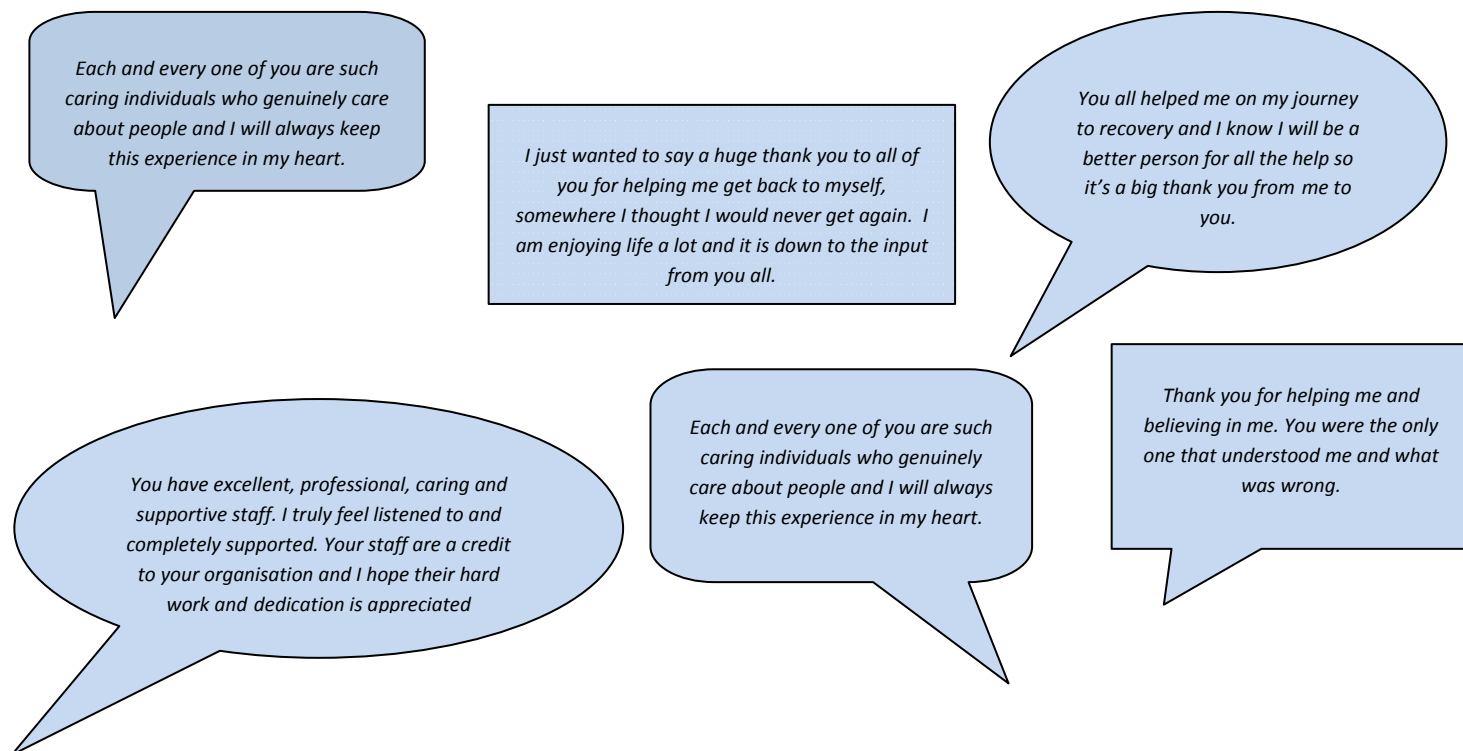 Each and every one of you are such
caring individuals who genuinely care
about people and I will always keep
this experience in my heart.
I just wanted to say a huge thank you to all of
you for helping me get back to myself,
somewhere I thought I would never get again.  I
am enjoying life a lot and it is down to the input
from you all.
You all helped me on my journey
to recovery and I know I will be a
better person for all the help so
it’s a big thank you from me to
you.
You have excellent, professional, caring and
supportive staff. I truly feel listened to and
completely supported. Your staff are a credit
to your organisation and I hope their hard
work and dedication is appreciated
Each and every one of you are such
caring individuals who genuinely
care about people and I will always
keep this experience in my heart.
Thank you for helping me and
believing in me. You were the only
one that understood me and what
was wrong.